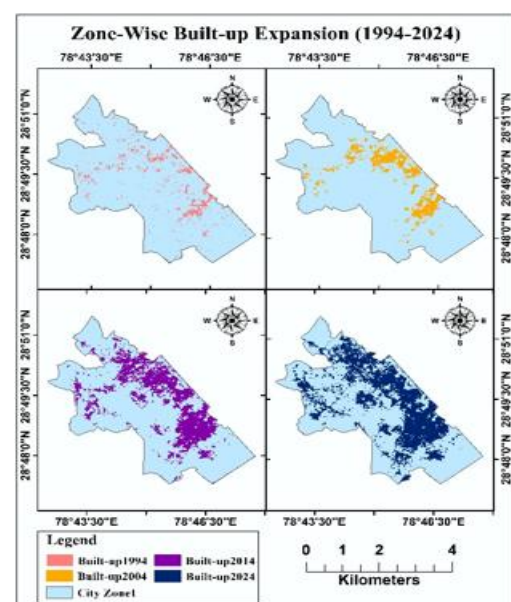 Zone-Wise Built-up Expansion (1994-2024)
78°43'30"E 78°46'30"E 78°43'30"E 78°46'30"E
28°51'0"N 28°49'30"N 28°48'0"N
N
W E
S
N
W E
S
28°51'0"N 28°49'30"N 28°48'0"N
28°51'0"N 28°49'30"N 28°48'0"N
N
W E
S
N
W E
S
28°51'0"N 28°49'30"N 28°48'0"N
78°43'30"E 78°46'30"E 78°43'30"E 78°46'30"E
Legend
Built-up1994 Built-up2014
Built-up2004 Built-up2024
City Zone1
0 1 2 4
Kilometers